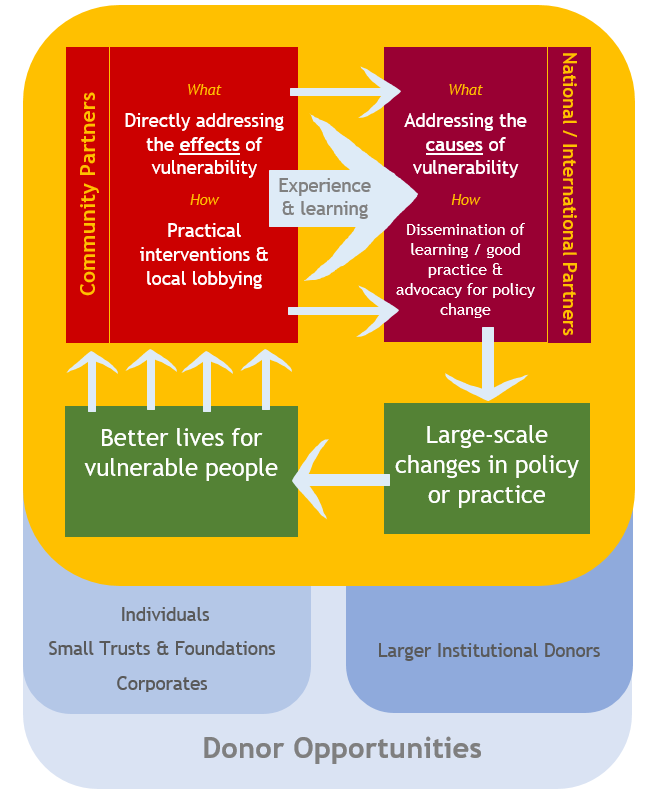 Community Partners
What
Directly addressing
the effects of
vulnerability
How
Practical
interventions &
local lobbying
Experience
& learning
What
Addressing the
causes of
vulnerability
How
Dissemination of
learning / good
practice &
advocacy for policy
change
National / International Partners
Better lives for
vulnerable people
Large-scale
changes in policy
or practice
Individuals
Small Trusts & Foundations
Corporates
Larger Institutional Donors
Donor Opportunities